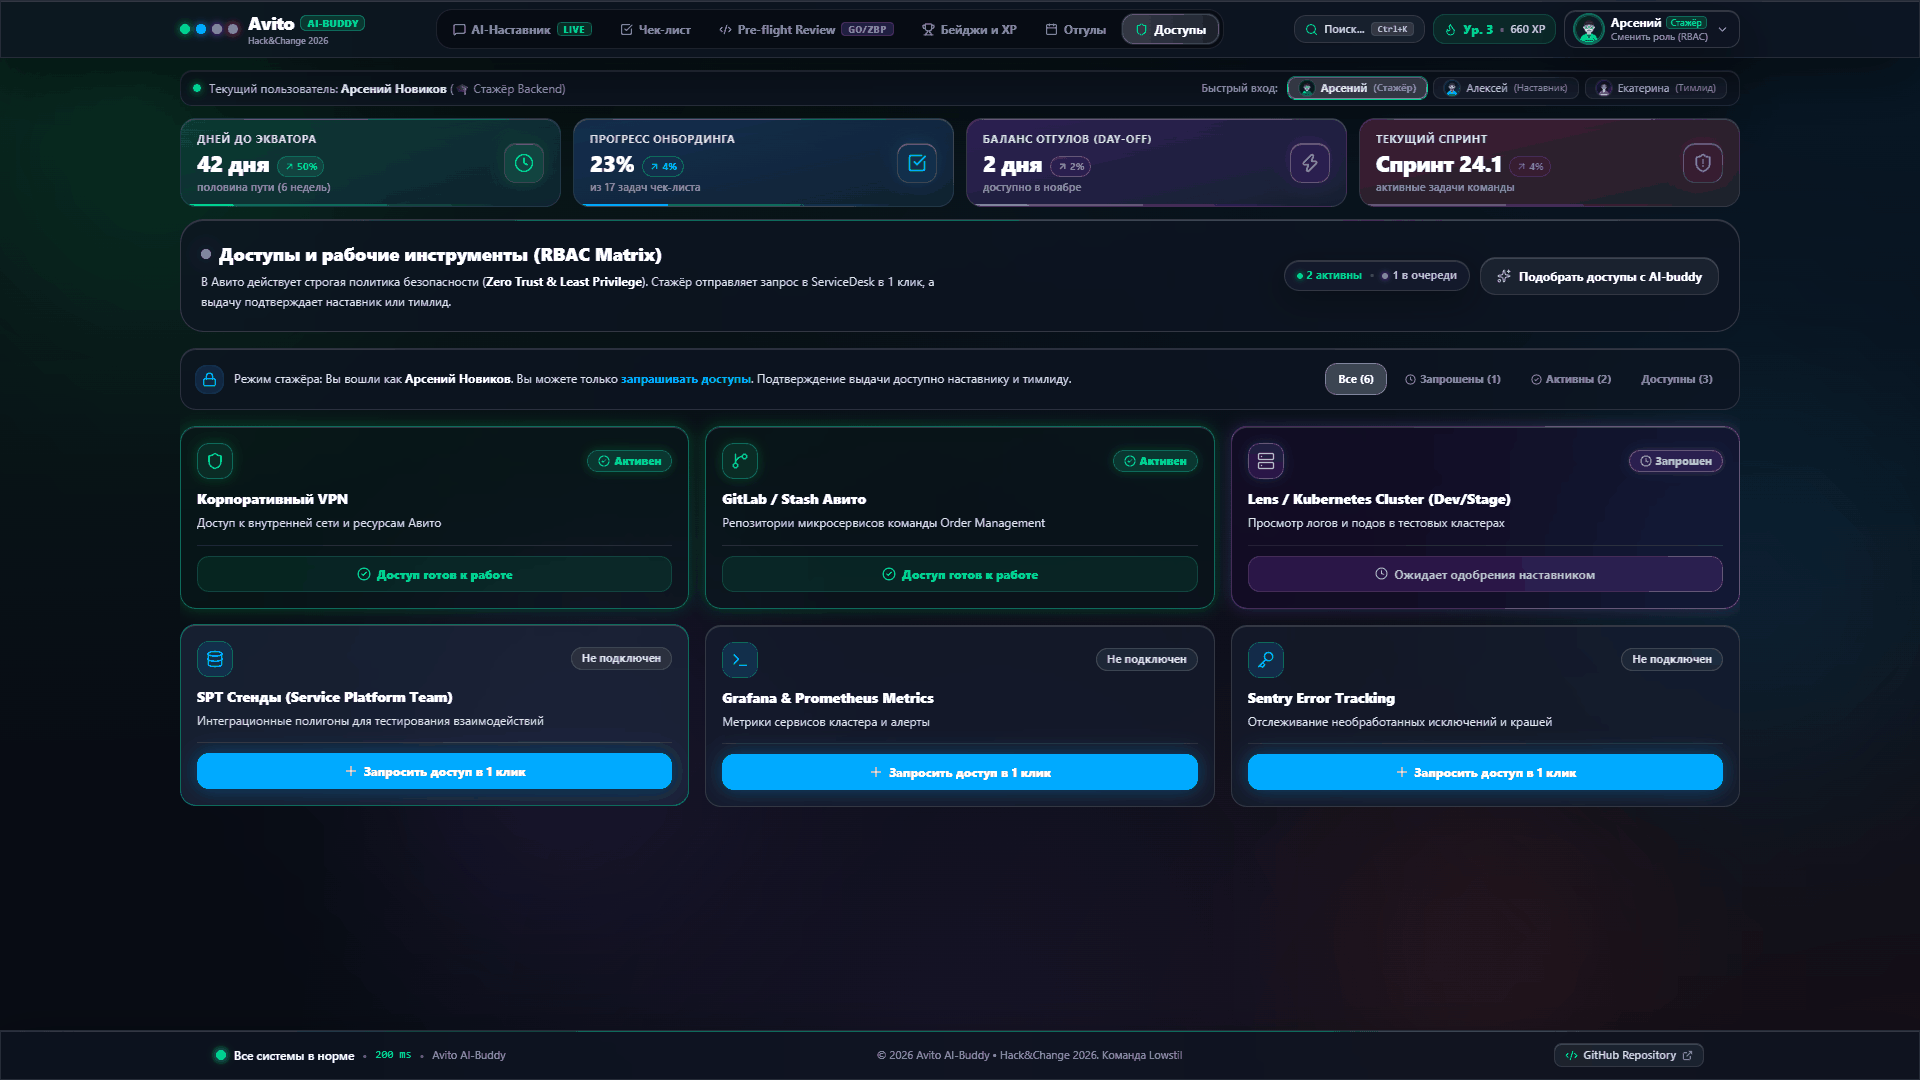 Avito AI-BUDDY
Hack&Change 2026
AI-Наставник LIVE
Чек-лист
Pre-flight Review GO/ZBP
Бейджи и XP
Отгулы
Доступы
Поиск... Ctrl+K
Ур. 3 • 660 XP
Арсений Стажёр
Сменить роль (RBAC)
Текущий пользователь: Арсений Новиков ( Стажёр Backend)
Быстрый вход:
Арсений (Стажёр)
Алексей (Наставник)
Екатерина (Тимлид)
ДНЕЙ ДО ЭКВАТОРА
42 дня 50%
половина пути (6 недель)
ПРОГРЕСС ОНБОРДИНГА
23% 4%
из 17 задач чек-листа
БАЛАНС ОТГУЛОВ (DAY-OFF)
2 дня 2%
доступно в ноябре
ТЕКУЩИЙ СПРИНТ
Спринт 24.1 4%
активные задачи команды
Доступы и рабочие инструменты (RBAC Matrix)
В Авито действует строгая политика безопасности (Zero Trust & Least Privilege). Стажёр отправляет запрос в ServiceDesk в 1 клик, а
выдачу подтверждает наставник или тимлид.
2 активны • 1 в очереди
Подобрать доступы с AI-buddy
Режим стажёра: Вы вошли как Арсений Новиков. Вы можете только запрашивать доступы. Подтверждение выдачи доступно наставнику и тимлиду.
Все (6)
Запрошены (1)
Активны (2)
Доступны (3)
Активен
Корпоративный VPN
Доступ к внутренней сети и ресурсам Авито
Доступ готов к работе
Активен
GitLab / Stash Авито
Репозитории микросервисов команды Order Management
Доступ готов к работе
Запрошен
Lens / Kubernetes Cluster (Dev/Stage)
Просмотр логов и подов в тестовых кластерах
Ожидает одобрения наставником
Не подключен
SPT Стенды (Service Platform Team)
Интеграционные полигоны для тестирования взаимодействий
Запросить доступ в 1 клик
Не подключен
Grafana & Prometheus Metrics
Метрики сервисов кластера и алерты
Запросить доступ в 1 клик
Не подключен
Sentry Error Tracking
Отслеживание необработанных исключений и крашей
Запросить доступ в 1 клик
Все системы в норме • 200 ms • Avito AI-Buddy
© 2026 Avito AI-Buddy • Hack&Change 2026. Команда Lowstil
GitHub Repository